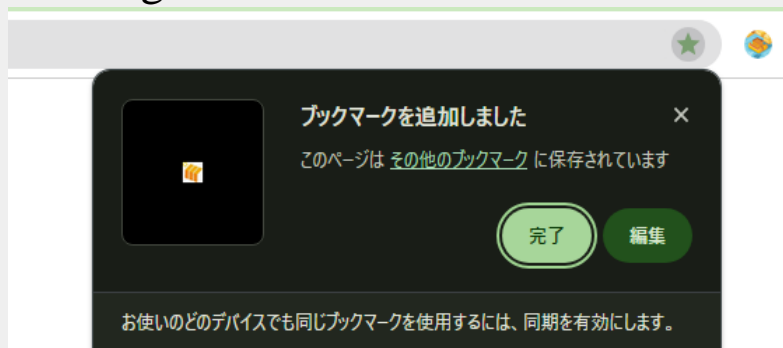 ブックマークを追加しました
このページは その他のブックマーク に保存されています
完了 編集
お使いのどのデバイスでも同じブックマークを使用するには、同期を有効にします。